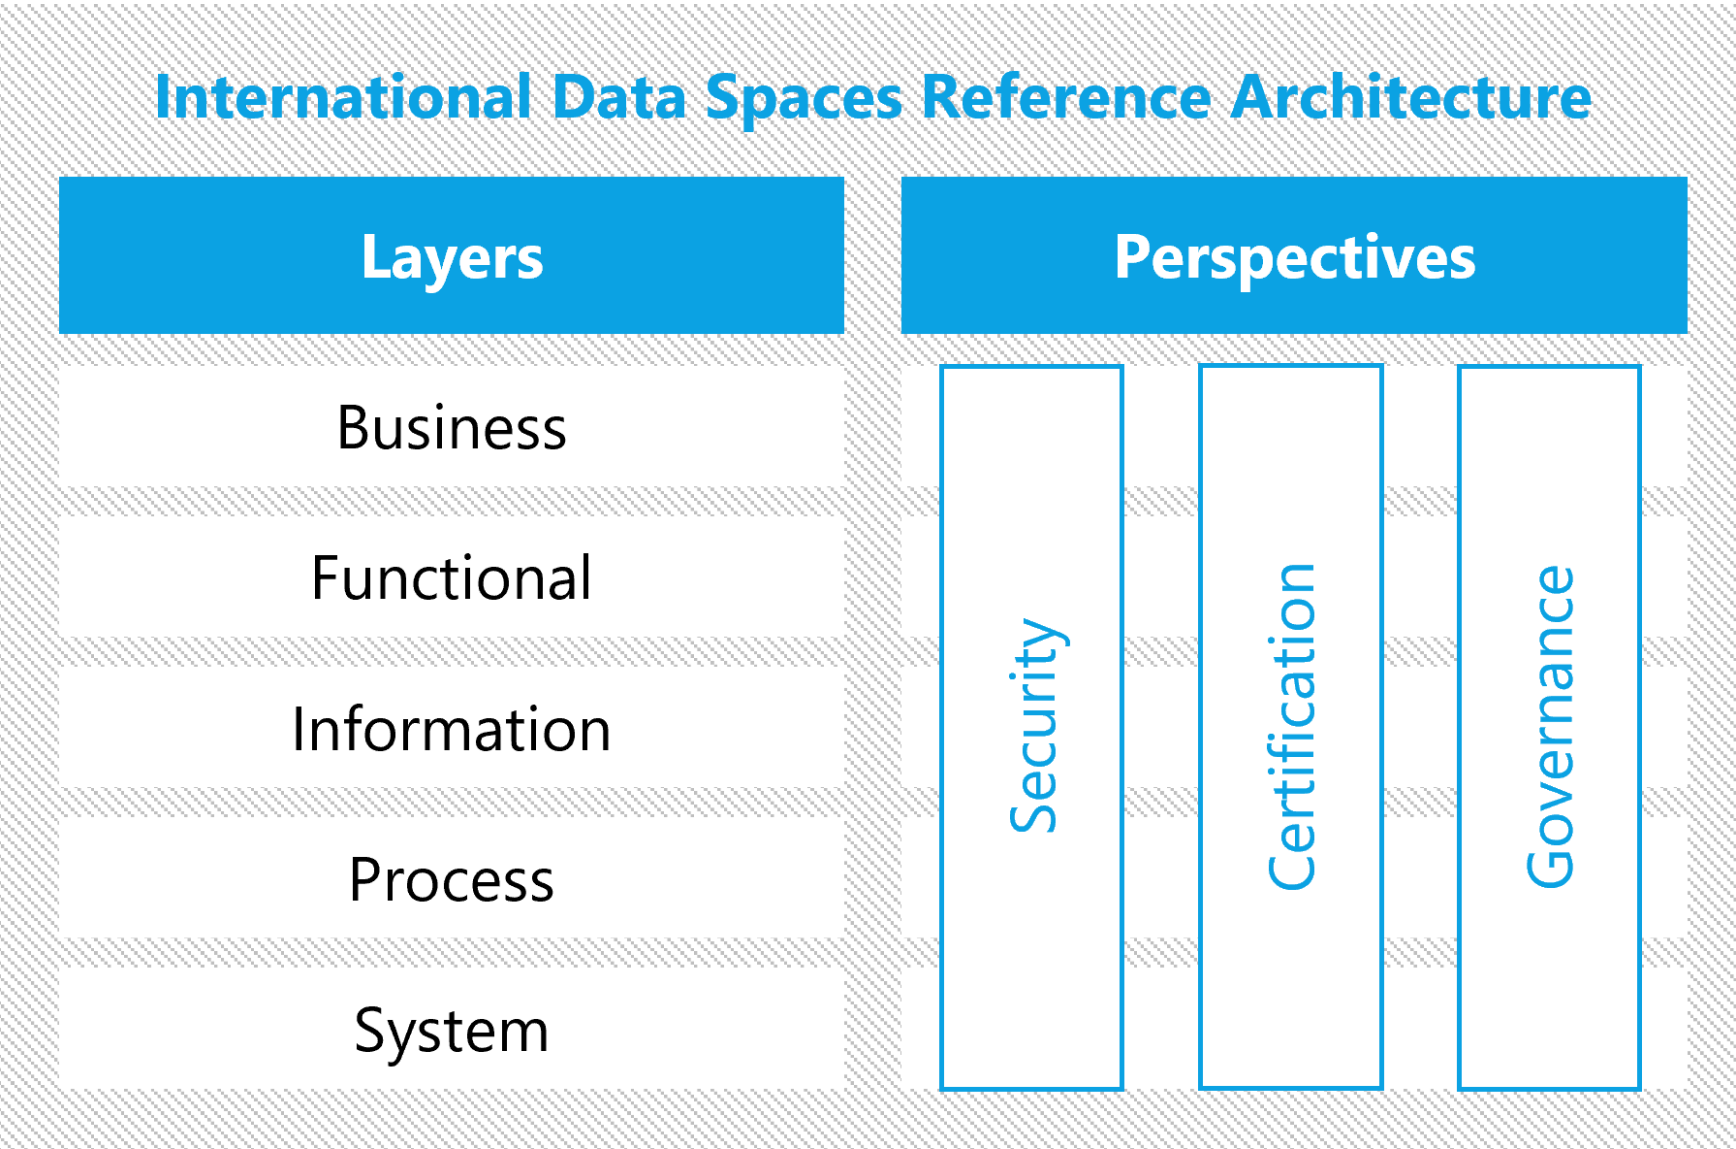 International Data Spaces Reference Architecture
Layers
Perspectives
Business
Functional
Information
Process
System
Security
Certification
Governance